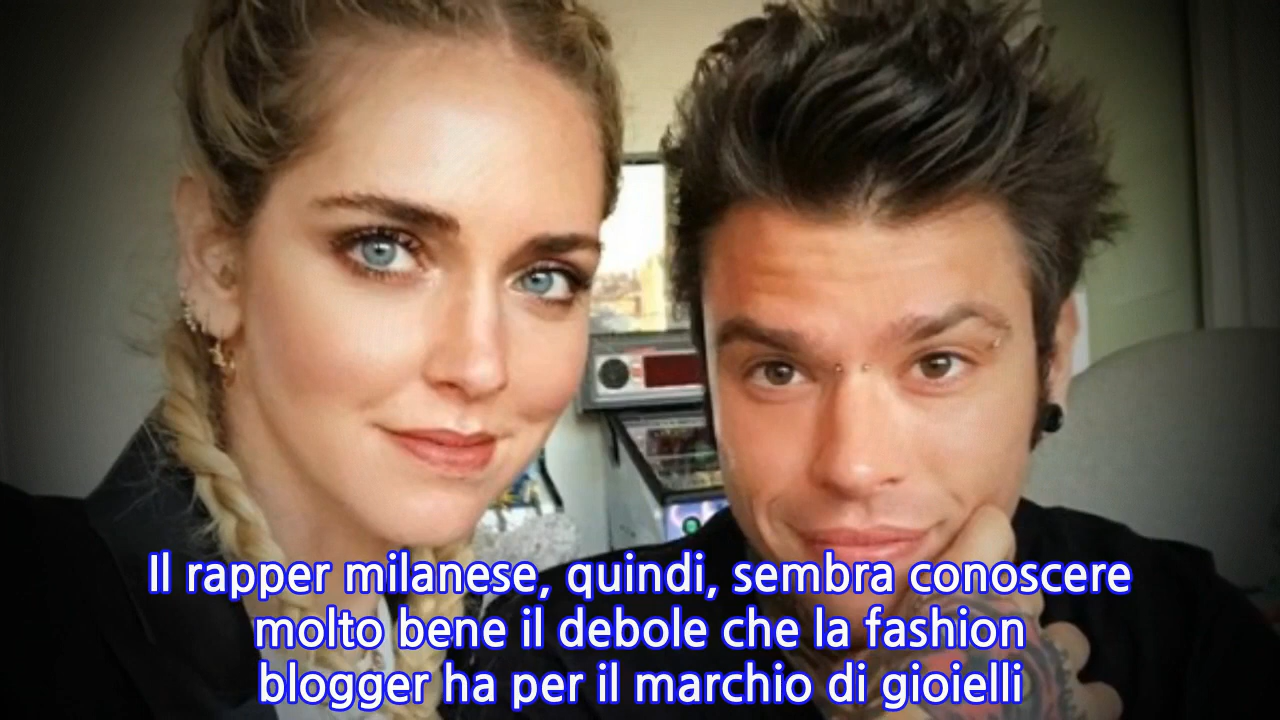 Il rapper milanese, quindi, sembra conoscere
molto bene il debole che la fashion
blogger ha per il marchio di gioielli